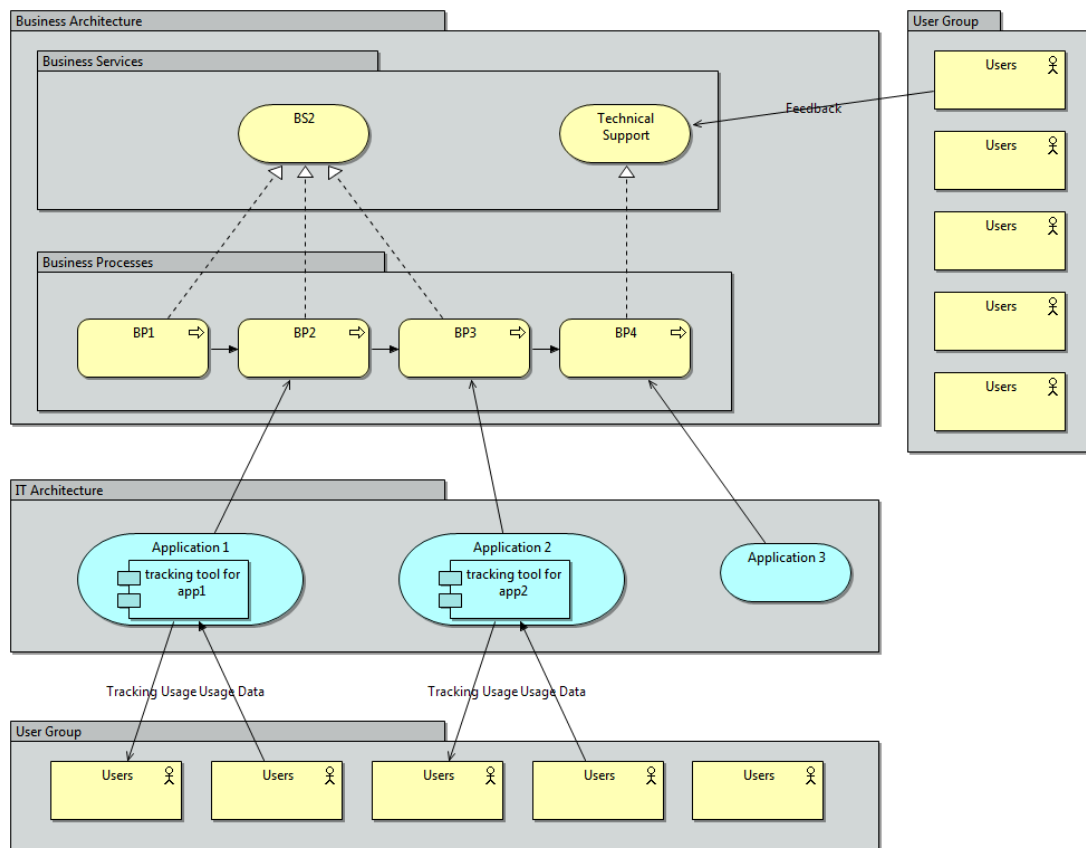 Business Architecture
User Group
Business Services
Users
BS2
Technical
Support
Feedback
Users
Users
Business Processes
Users
BP1
BP2
BP3
BP4
Users
IT Architecture
Application 1
tracking tool for
app1
Application 2
tracking tool for
app2
Application 3
Tracking Usage
Usage Data
Tracking Usage
Usage Data
User Group
Users
Users
Users
Users
Users